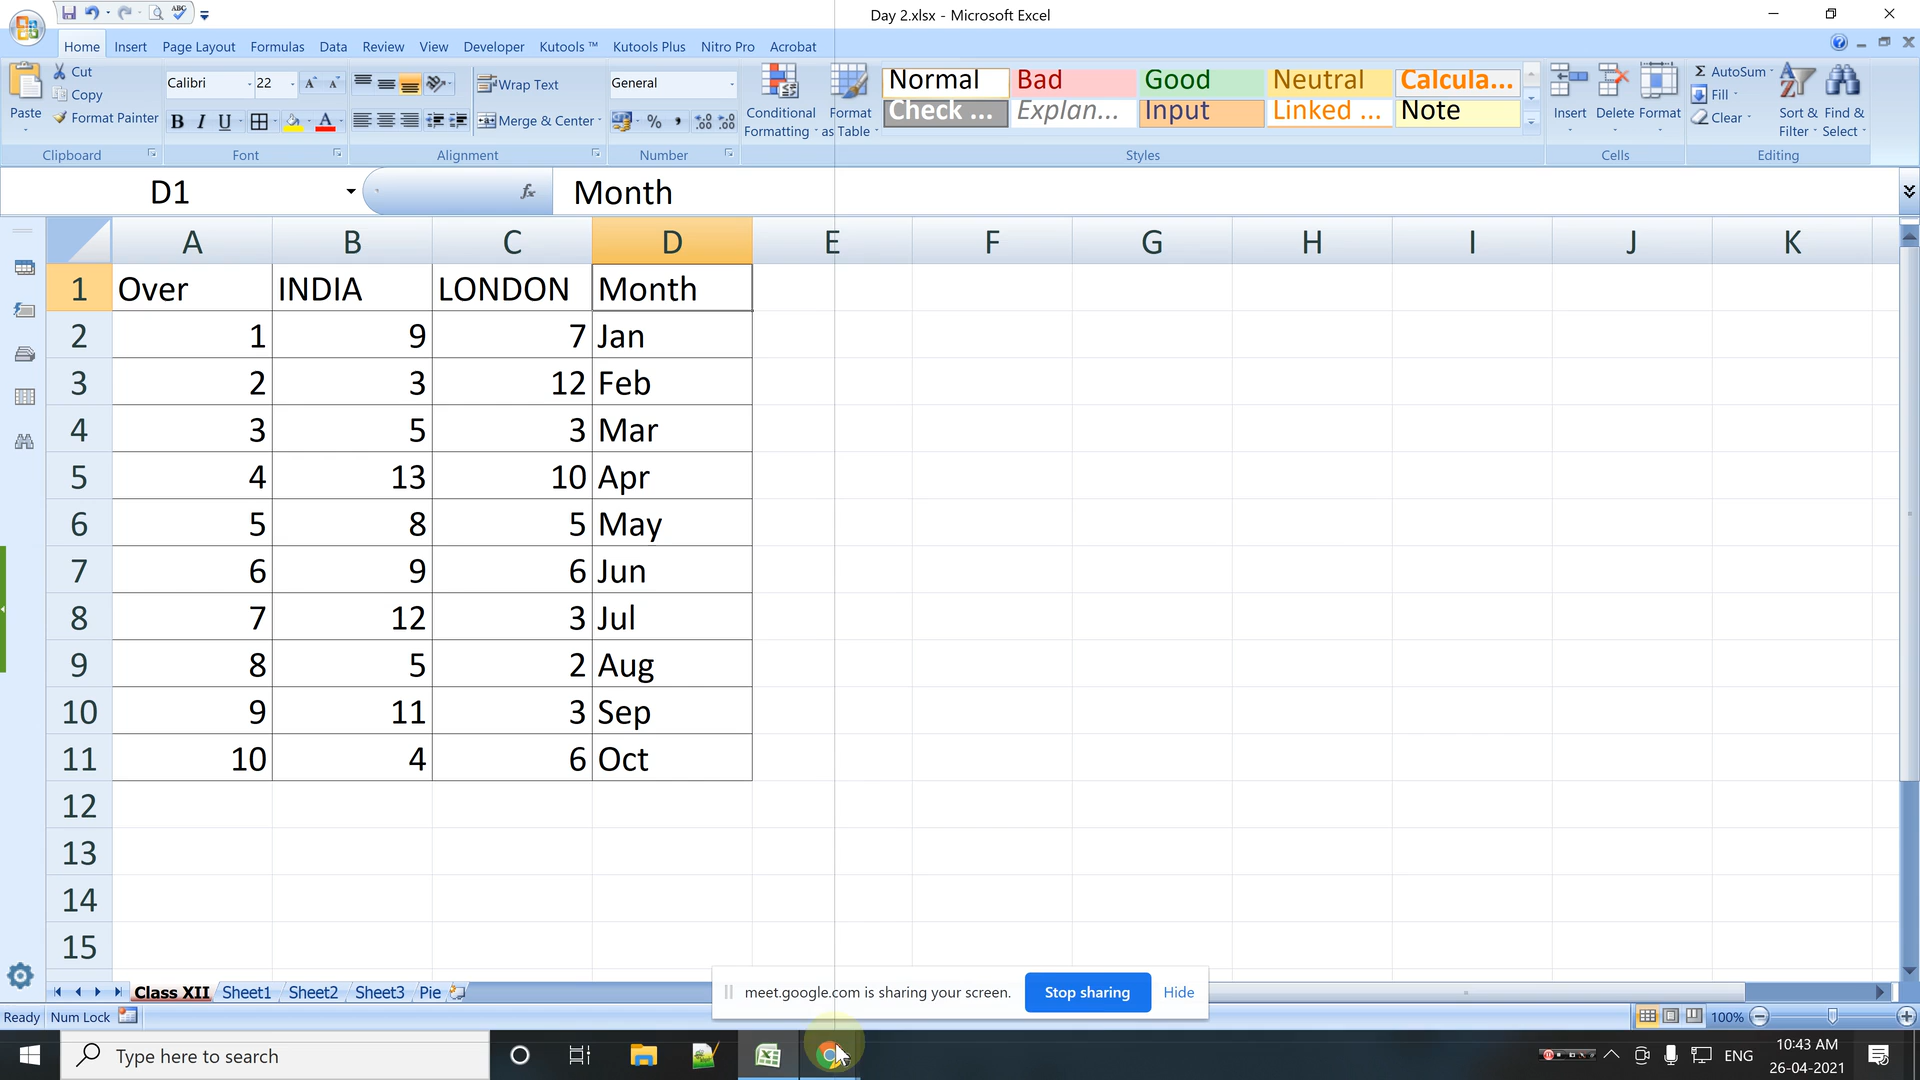 Day 2.xlsx - Microsoft Excel
Home Insert Page Layout Formulas Data Review View Developer Kutools ™ Kutools Plus Nitro Pro Acrobat
Paste Cut Copy Format Painter
Clipboard
Calibri 22
B I U A
Font
Wrap Text
Merge & Center
Alignment
General
%
Number
Conditional Formatting
Format as Table
Normal Bad Good Neutral Calcula...
Check ... Explan... Input Linked ... Note
Styles
Insert Delete Format
Cells
Σ AutoSum
Fill
Clear
Sort & Filter
Find & Select
Editing
D1 fx Month
A B C D E F G H I J K
1 Over INDIA LONDON Month
2 1 9 7 Jan
3 2 3 12 Feb
4 3 5 3 Mar
5 4 13 10 Apr
6 5 8 5 May
7 6 9 6 Jun
8 7 12 3 Jul
9 8 5 2 Aug
10 9 11 3 Sep
11 10 4 6 Oct
12
13
14
15
Class XII Sheet1 Sheet2 Sheet3 Pie
meet.google.com is sharing your screen. Stop sharing Hide
Ready Num Lock 100%
Type here to search
ENG
10:43 AM
26-04-2021